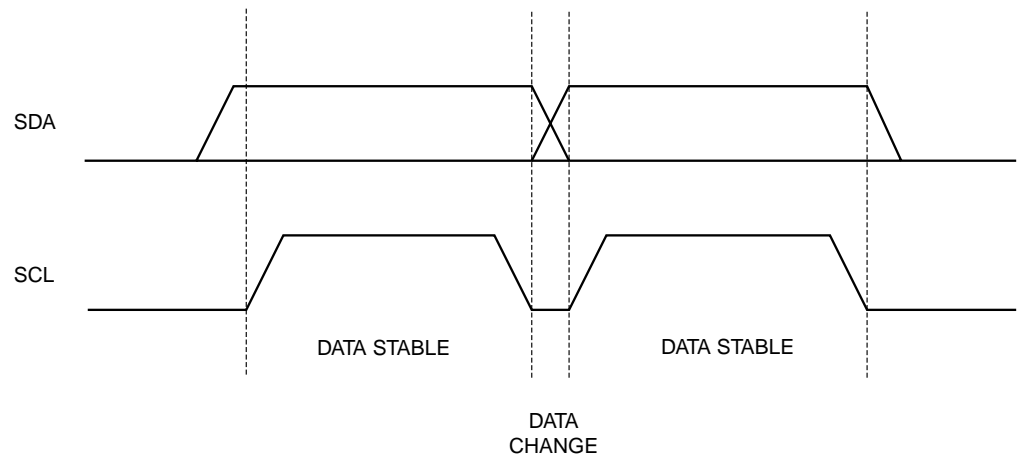 SDA
SCL
DATA STABLE
DATA STABLE
DATA
CHANGE